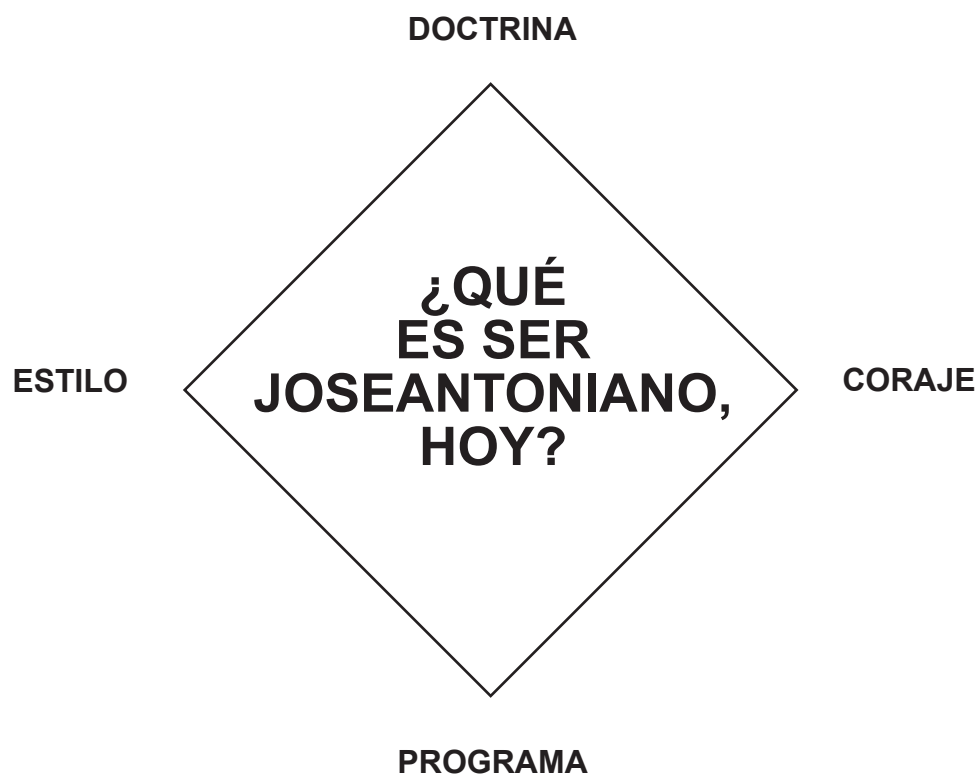 DOCTRINA
¿QUÉ
ES SER
ESTILO
JOSEANTONIANO,
CORAJE
HOY?
PROGRAMA